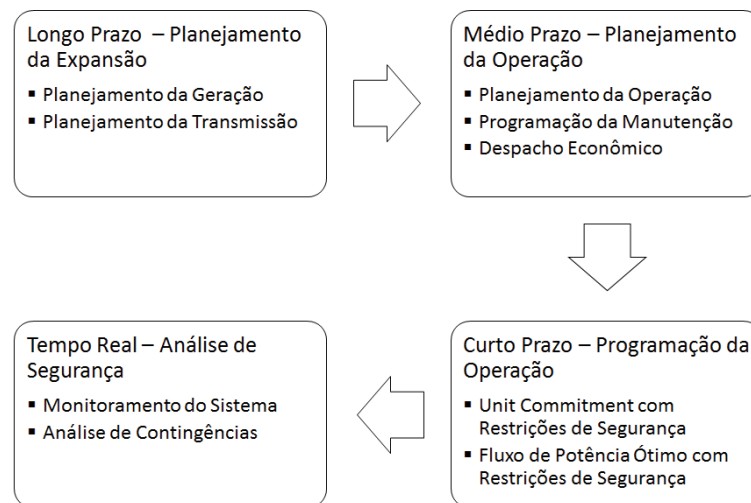 Longo Prazo – Planejamento
da Expansão
▪ Planejamento da Geração
▪ Planejamento da Transmissão
Médio Prazo – Planejamento
da Operação
▪ Planejamento da Operação
▪ Programação da Manutenção
▪ Despacho Econômico
Curto Prazo – Programação da
Operação
▪ Unit Commitment com
Restrições de Segurança
▪ Fluxo de Potência Ótimo com
Restrições de Segurança
Tempo Real – Análise de
Segurança
▪ Monitoramento do Sistema
▪ Análise de Contingências